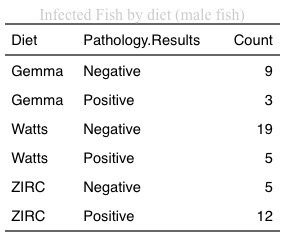 Infected Fish by diet (male fish)
Diet Pathology.Results Count
Gemma Negative 9
Gemma Positive 3
Watts Negative 19
Watts Positive 5
ZIRC Negative 5
ZIRC Positive 12